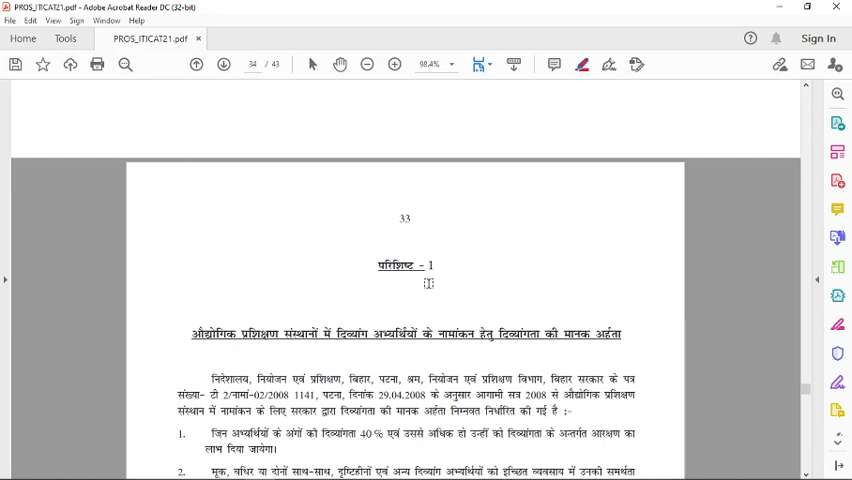 PROS_ITICAT21.pdf - Adobe Acrobat Reader DC (32-bit)
File Edit View Sign Window Help
Home Tools PROS_ITICAT21.pdf × Sign In
34 / 43 98.4%
33
परिशिष्ट - 1
औद्योगिक प्रशिक्षण संस्थानों में दिव्यांग अभ्यर्थियों के नामांकन हेतु दिव्यांगता की मानक अर्हता
निदेशालय, नियोजन एवं प्रशिक्षण, बिहार, पटना, श्रम, नियोजन एवं प्रशिक्षण विभाग, बिहार सरकार के पत्र
संख्या- टी 2/नामां-02/2008 1141, पटना, दिनांक 29.04.2008 के अनुसार आगामी सत्र 2008 से औद्योगिक प्रशिक्षण
संस्थान में नामांकन के लिए सरकार द्वारा दिव्यांगता की मानक अर्हता निम्नवत निर्धारित की गई है :-
1. जिन अभ्यर्थियों के अंगों की दिव्यांगता 40 % एवं उससे अधिक हो उन्हीं को दिव्यांगता के अन्तर्गत आरक्षण का
लाभ दिया जायेगा।
2. मूक, बधिर या दोनों साथ-साथ, दृष्टिहीनों एवं अन्य दिव्यांग अभ्यर्थियों को इच्छित व्यवसाय में उनकी समर्थता